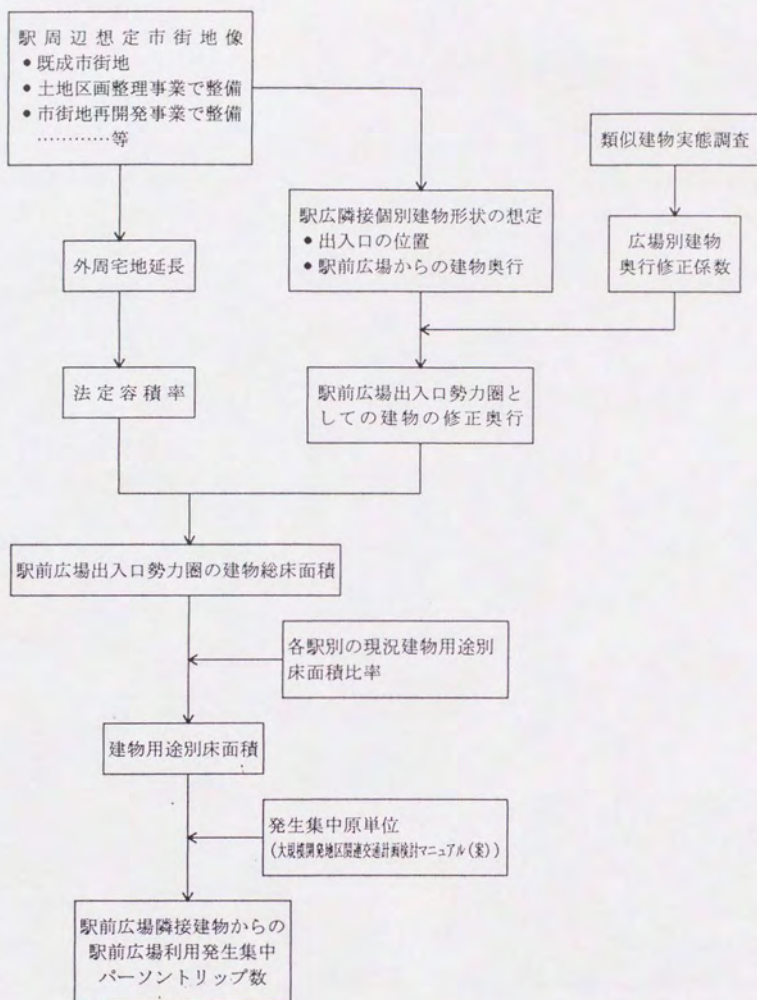 駅周辺想定市街地像
● 既成市街地
● 土地区画整理事業で整備
● 市街地再開発事業で整備
…………等
類似建物実態調査
駅広隣接個別建物形状の想定
● 出入口の位置
● 駅前広場からの建物奥行
広場別建物
奥行修正係数
外周宅地延長
法定容積率
駅前広場出入口勢力圏と
しての建物の修正奥行
駅前広場出入口勢力圏の建物総床面積
各駅別の現況建物用途別
床面積比率
建物用途別床面積
発生集中原単位
(大規模開発地区関連交通計画検討マニュアル(案))
駅前広場隣接建物からの
駅前広場利用発生集中
パーソントリップ数